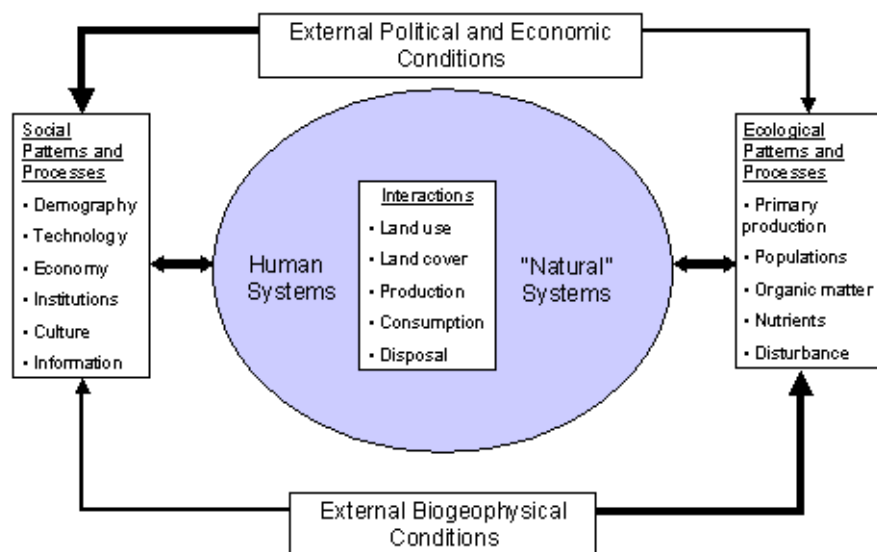 External Political and Economic
Conditions
Social
Patterns and
Processes
• Demography
• Technology
• Economy
• Institutions
• Culture
• Information
Human
Systems
Interactions
• Land use
• Land cover
• Production
• Consumption
• Disposal
"Natural"
Systems
Ecological
Patterns and
Processes
• Primary
production
• Populations
• Organic matter
• Nutrients
• Disturbance
External Biogeophysical
Conditions